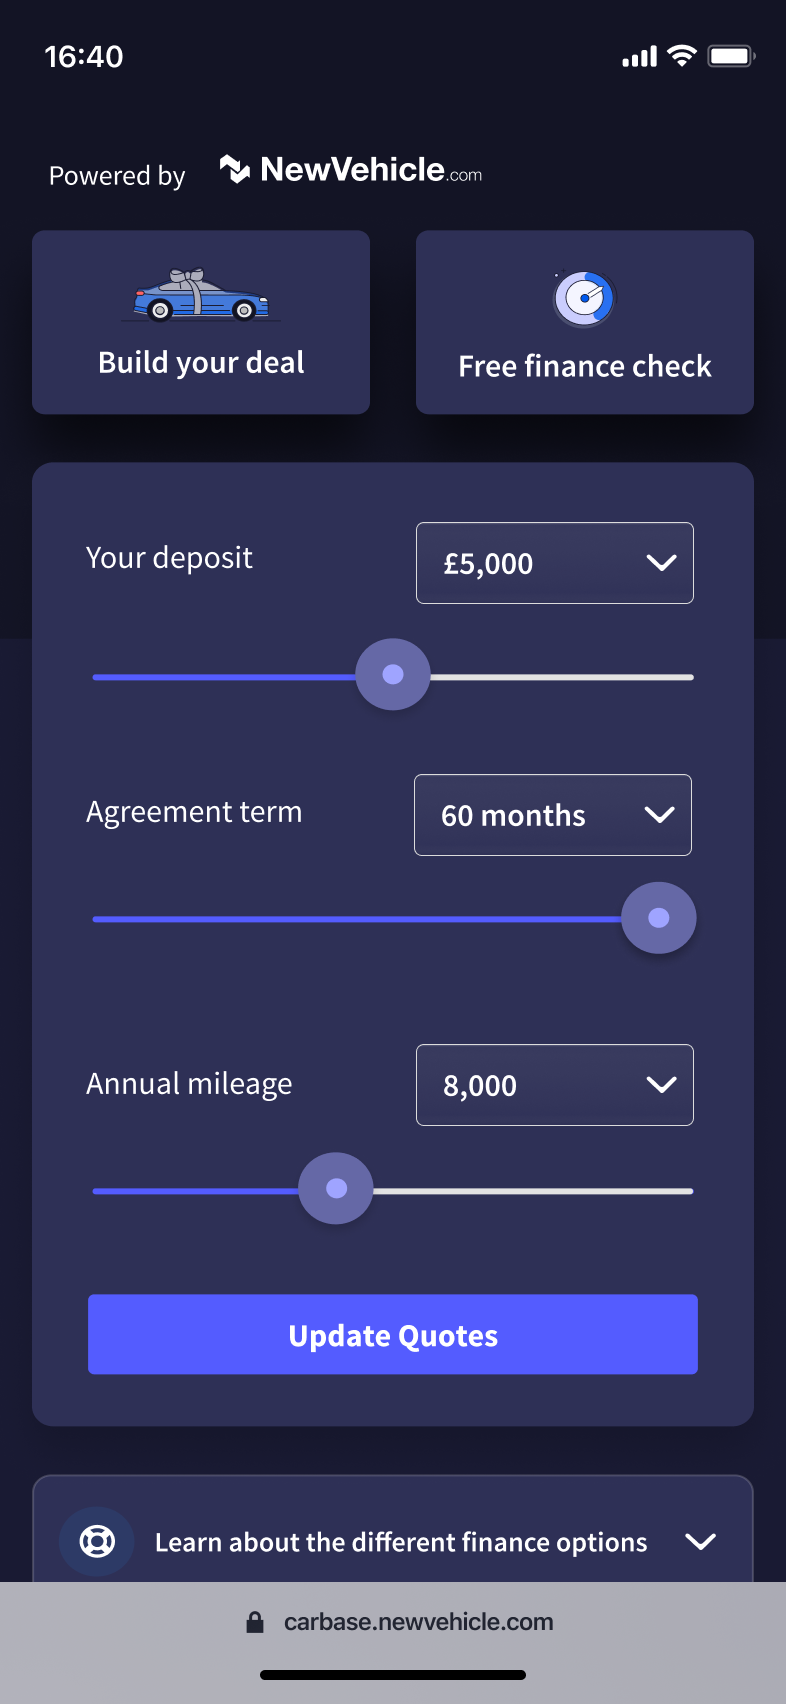 16:40
Powered by NewVehicle.com
Build your deal
Free finance check
Your deposit
£5,000
Agreement term
60 months
Annual mileage
8,000
Update Quotes
Learn about the different finance options
carbase.newvehicle.com